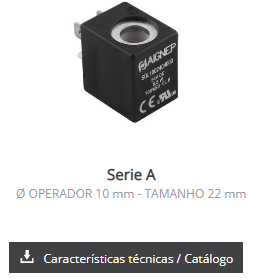 AIGNEP
Serie A
Ø OPERADOR 10 mm - TAMANHO 22 mm
Características técnicas / Catálogo